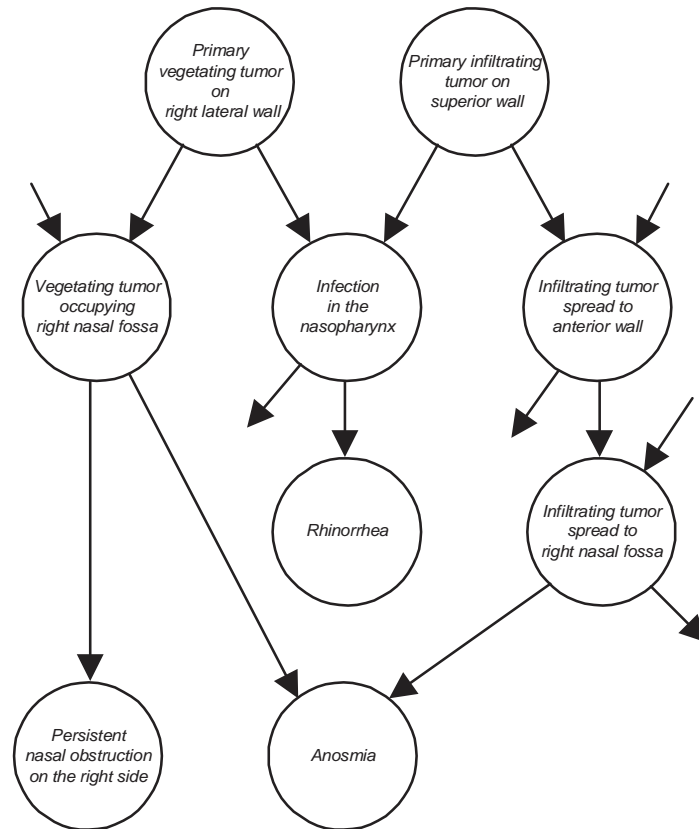 Primary
vegetating tumor
on
right lateral wall
Primary infiltrating
tumor on
superior wall
Vegetating tumor
occupying
right nasal fossa
Infection
in the
nasopharynx
Infiltrating tumor
spread to
anterior wall
Rhinorrhea
Infiltrating tumor
spread to
right nasal fossa
Persistent
nasal obstruction
on the right side
Anosmia